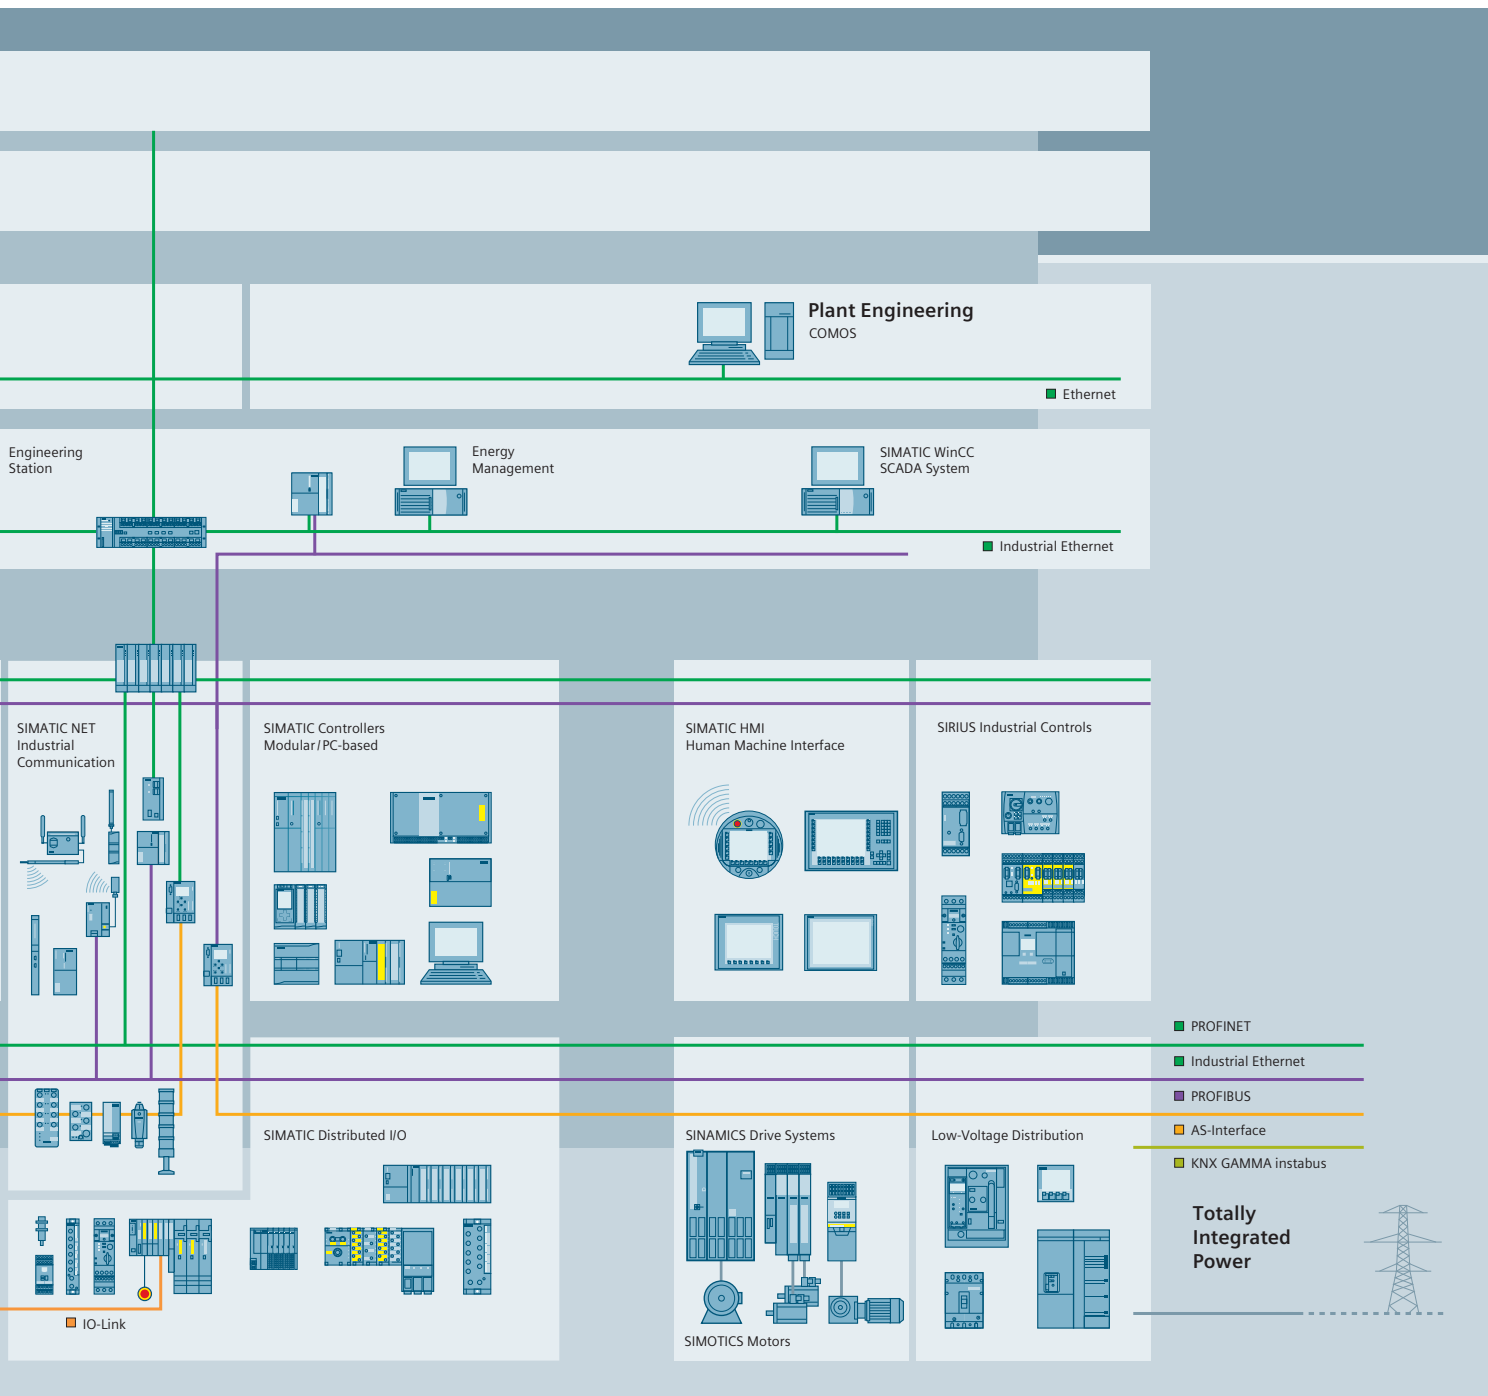 Plant Engineering
COMOS
Ethernet
Engineering
Station
Energy
Management
SIMATIC WinCC
SCADA System
Industrial Ethernet
SIMATIC NET
Industrial
Communication
SIMATIC Controllers
Modular/PC-based
SIMATIC HMI
Human Machine Interface
SIRIUS Industrial Controls
PROFINET
Industrial Ethernet
PROFIBUS
AS-Interface
KNX GAMMA instabus
SIMATIC Distributed I/O
SINAMICS Drive Systems
Low-Voltage Distribution
Totally
Integrated
Power
IO-Link
SIMOTICS Motors